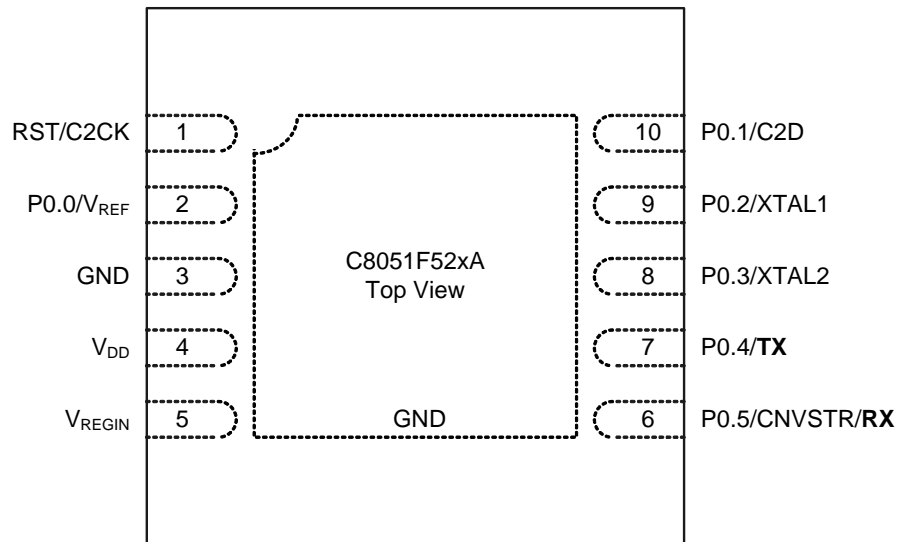 RST/C2CK 1
P0.0/VREF 2
GND 3
VDD 4
VREGIN 5
C8051F52xA
Top View
GND
10 P0.1/C2D
9 P0.2/XTAL1
8 P0.3/XTAL2
7 P0.4/TX
6 P0.5/CNVSTR/RX